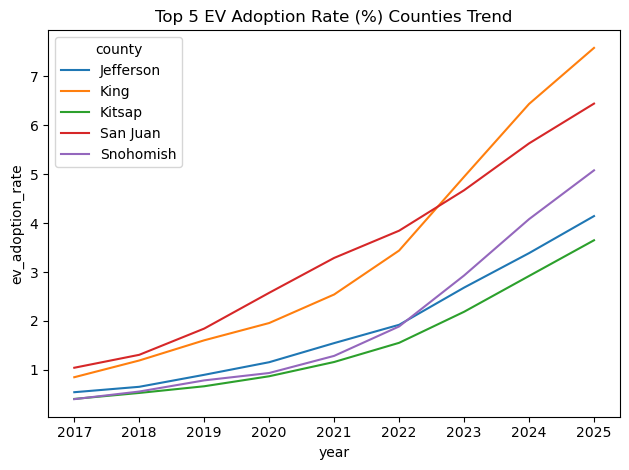 Top 5 EV Adoption Rate (%) Counties Trend
county
Jefferson
King
Kitsap
San Juan
Snohomish
ev_adoption_rate
7
6
5
4
3
2
1
2017 2018 2019 2020 2021 2022 2023 2024 2025
year